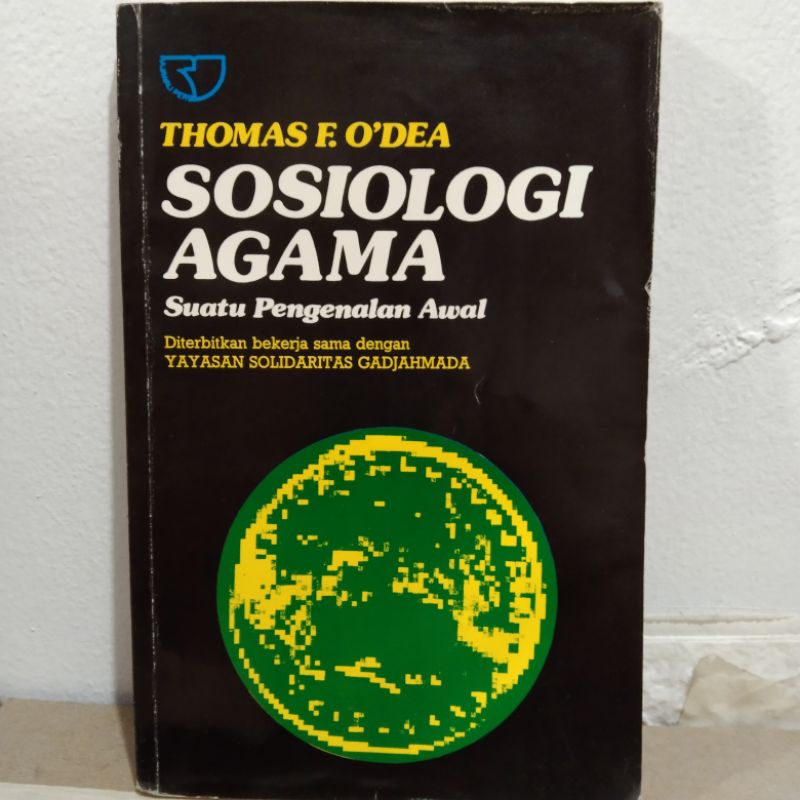 THOMAS F. O'DEA
SOSIOLOGI
AGAMA
Suatu Pengenalan Awal
Diterbitkan bekerja sama dengan
YAYASAN SOLIDARITAS GADJAHMADA